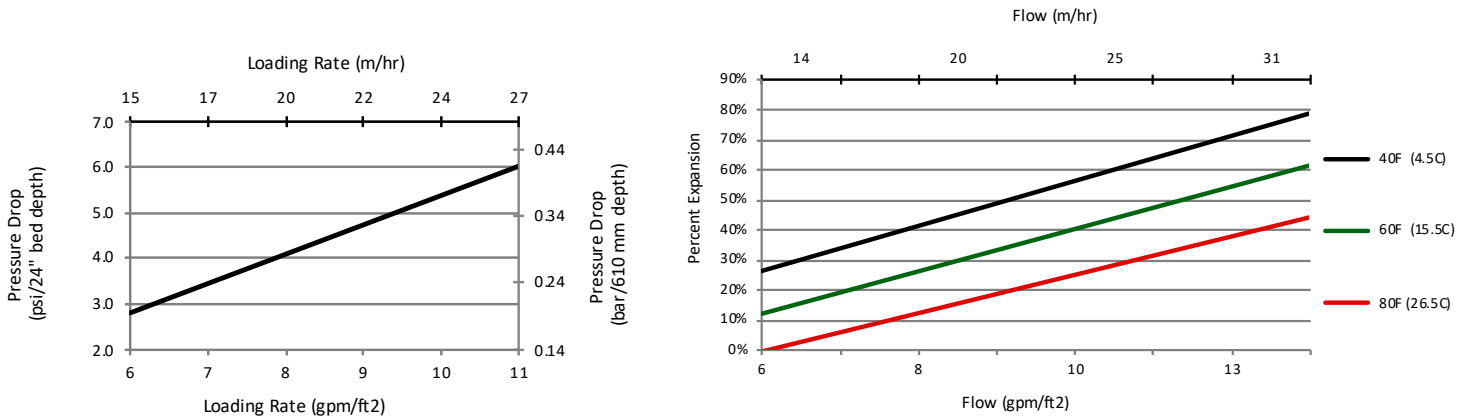 Loading Rate (m/hr)
15 17 20 22 24 27
7.0
6.0
5.0
4.0
3.0
2.0
Pressure Drop
(psi/24" bed depth)
0.44
0.34
0.24
0.14
Pressure Drop
(bar/610 mm depth)
6 7 8 9 10 11
Loading Rate (gpm/ft2)
Flow (m/hr)
14 20 25 31
90%
80%
70%
60%
50%
40%
30%
20%
10%
0%
Percent Expansion
6 8 10 13
Flow (gpm/ft2)
40F (4.5C)
60F (15.5C)
80F (26.5C)